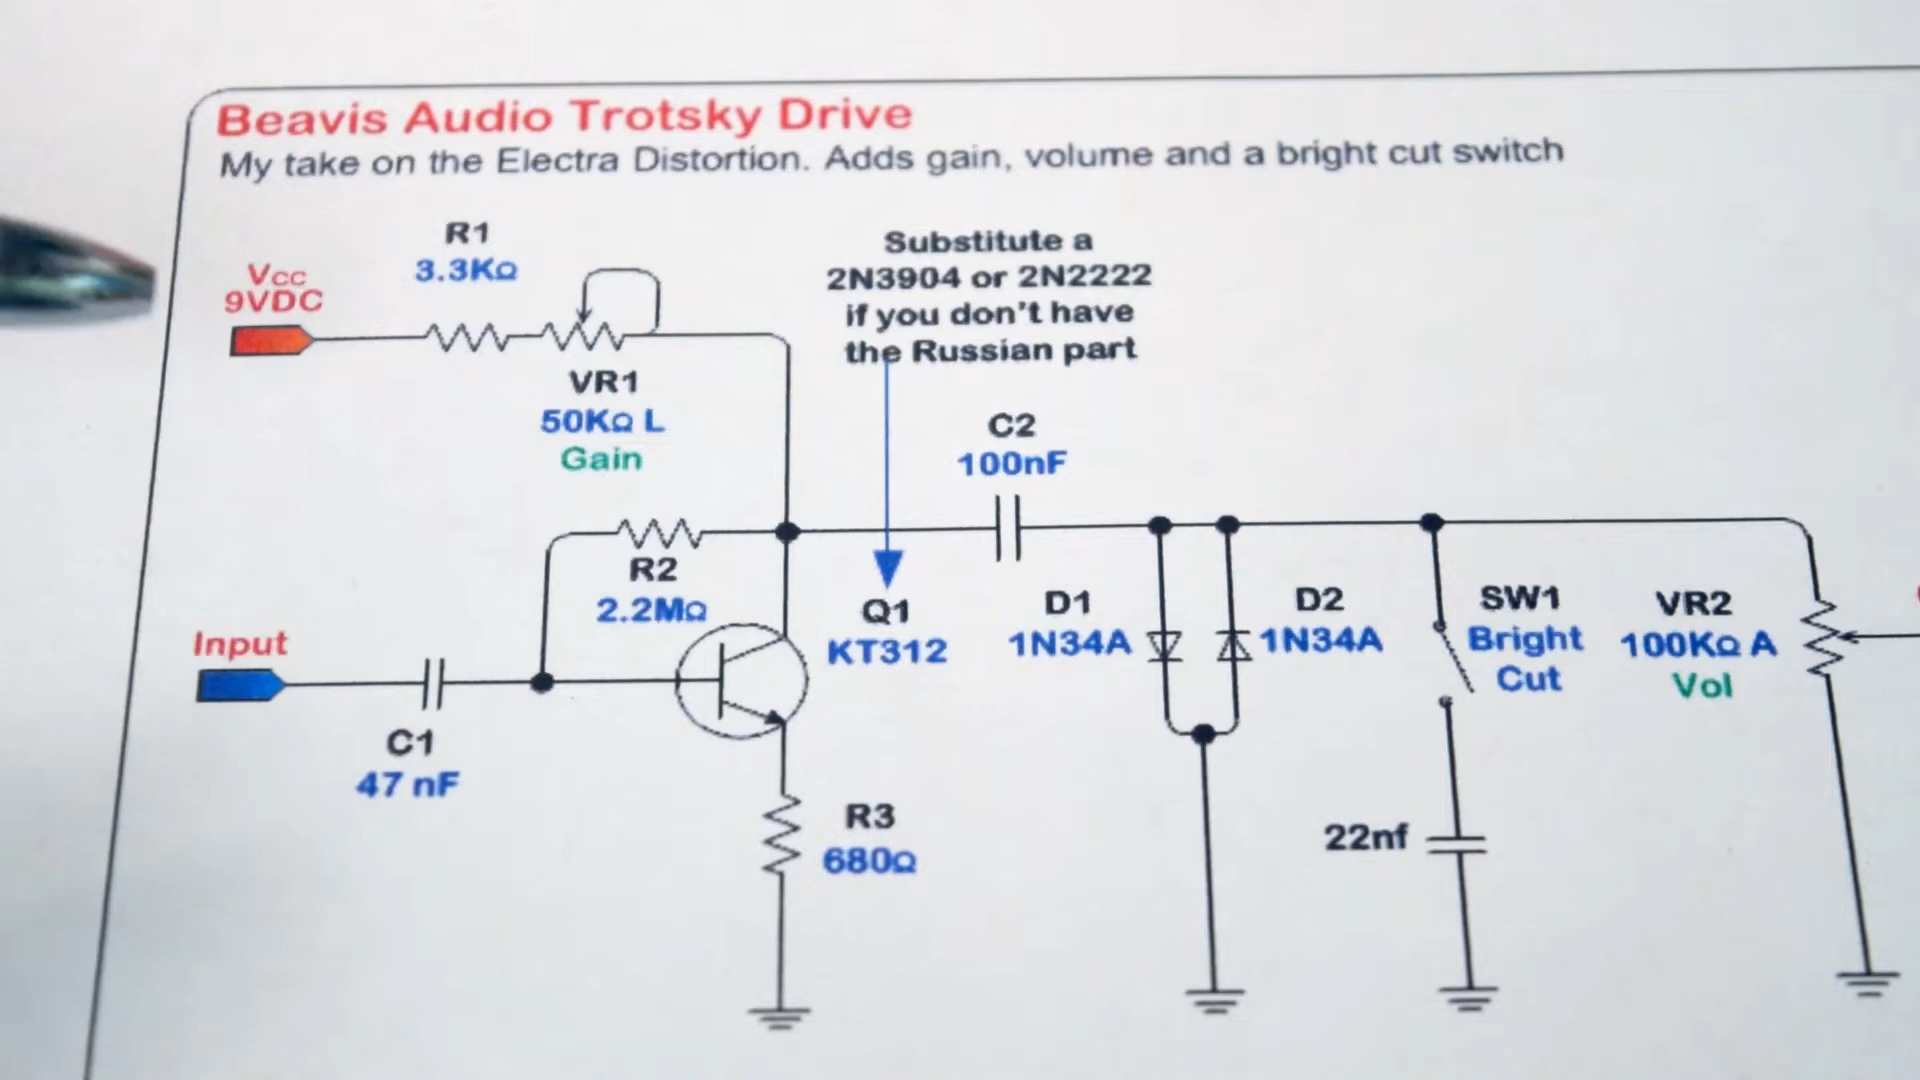 Beavis Audio Trotsky Drive
My take on the Electra Distortion. Adds gain, volume and a bright cut switch
R1
3.3KΩ
Vcc
9VDC
VR1
50KΩ L
Gain
Substitute a
2N3904 or 2N2222
if you don't have
the Russian part
C2
100nF
R2
2.2MΩ
Q1
KT312
D1
1N34A
D2
1N34A
SW1
Bright
Cut
VR2
100KΩ A
Vol
Input
C1
47 nF
R3
680Ω
22nf